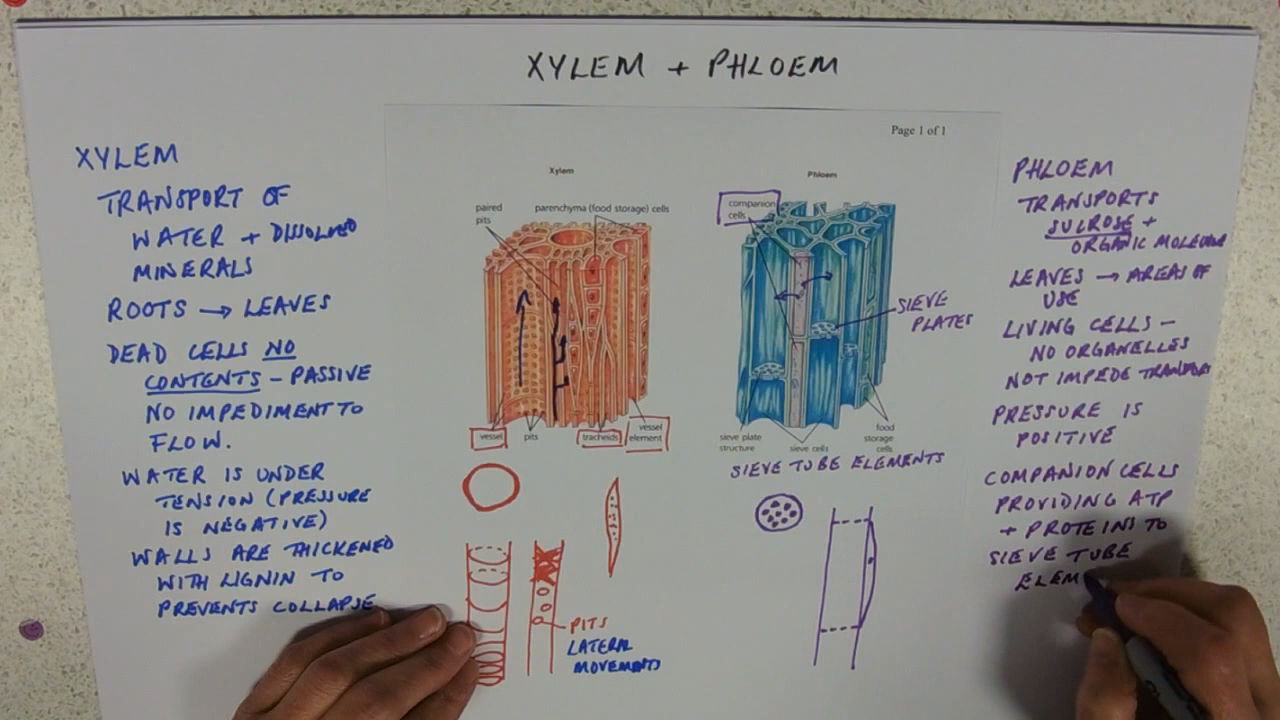 XYLEM + PHLOEM
Page 1 of 1
XYLEM
TRANSPORT OF
WATER + DISSOLVED
MINERALS
ROOTS → LEAVES
DEAD CELLS NO
CONTENTS - PASSIVE
NO IMPEDIMENT TO
FLOW.
WATER IS UNDER
TENSION (PRESSURE
IS NEGATIVE)
WALLS ARE THICKENED
WITH LIGNIN TO
PREVENTS COLLAPSE
Xylem
paired
pits
parenchyma (food storage) cells
vessel
pits
tracheids
vessel
element
PITS
LATERAL
MOVEMENTS
Phloem
companion
cells
SIEVE
PLATES
sieve plate
structure
sieve cells
food
storage
cells
SIEVE TUBE ELEMENTS
PHLOEM
TRANSPORTS
SUCROSE +
ORGANIC MOLECULE
LEAVES → AREAS OF
USE
LIVING CELLS -
NO ORGANELLES
NOT IMPEDE TRANSPORT
PRESSURE IS
POSITIVE
COMPANION CELLS
PROVIDING ATP
+ PROTEINS TO
SIEVE TUBE
ELEM